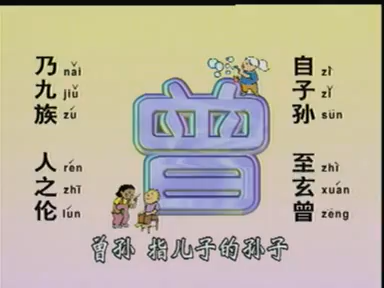 自子孙
zì zǐ sūn
至玄曾
zhì xuán zēng
乃九族
nǎi jiǔ zú
人之伦
rén zhī lún
曾
曾孙 指儿子的孙子